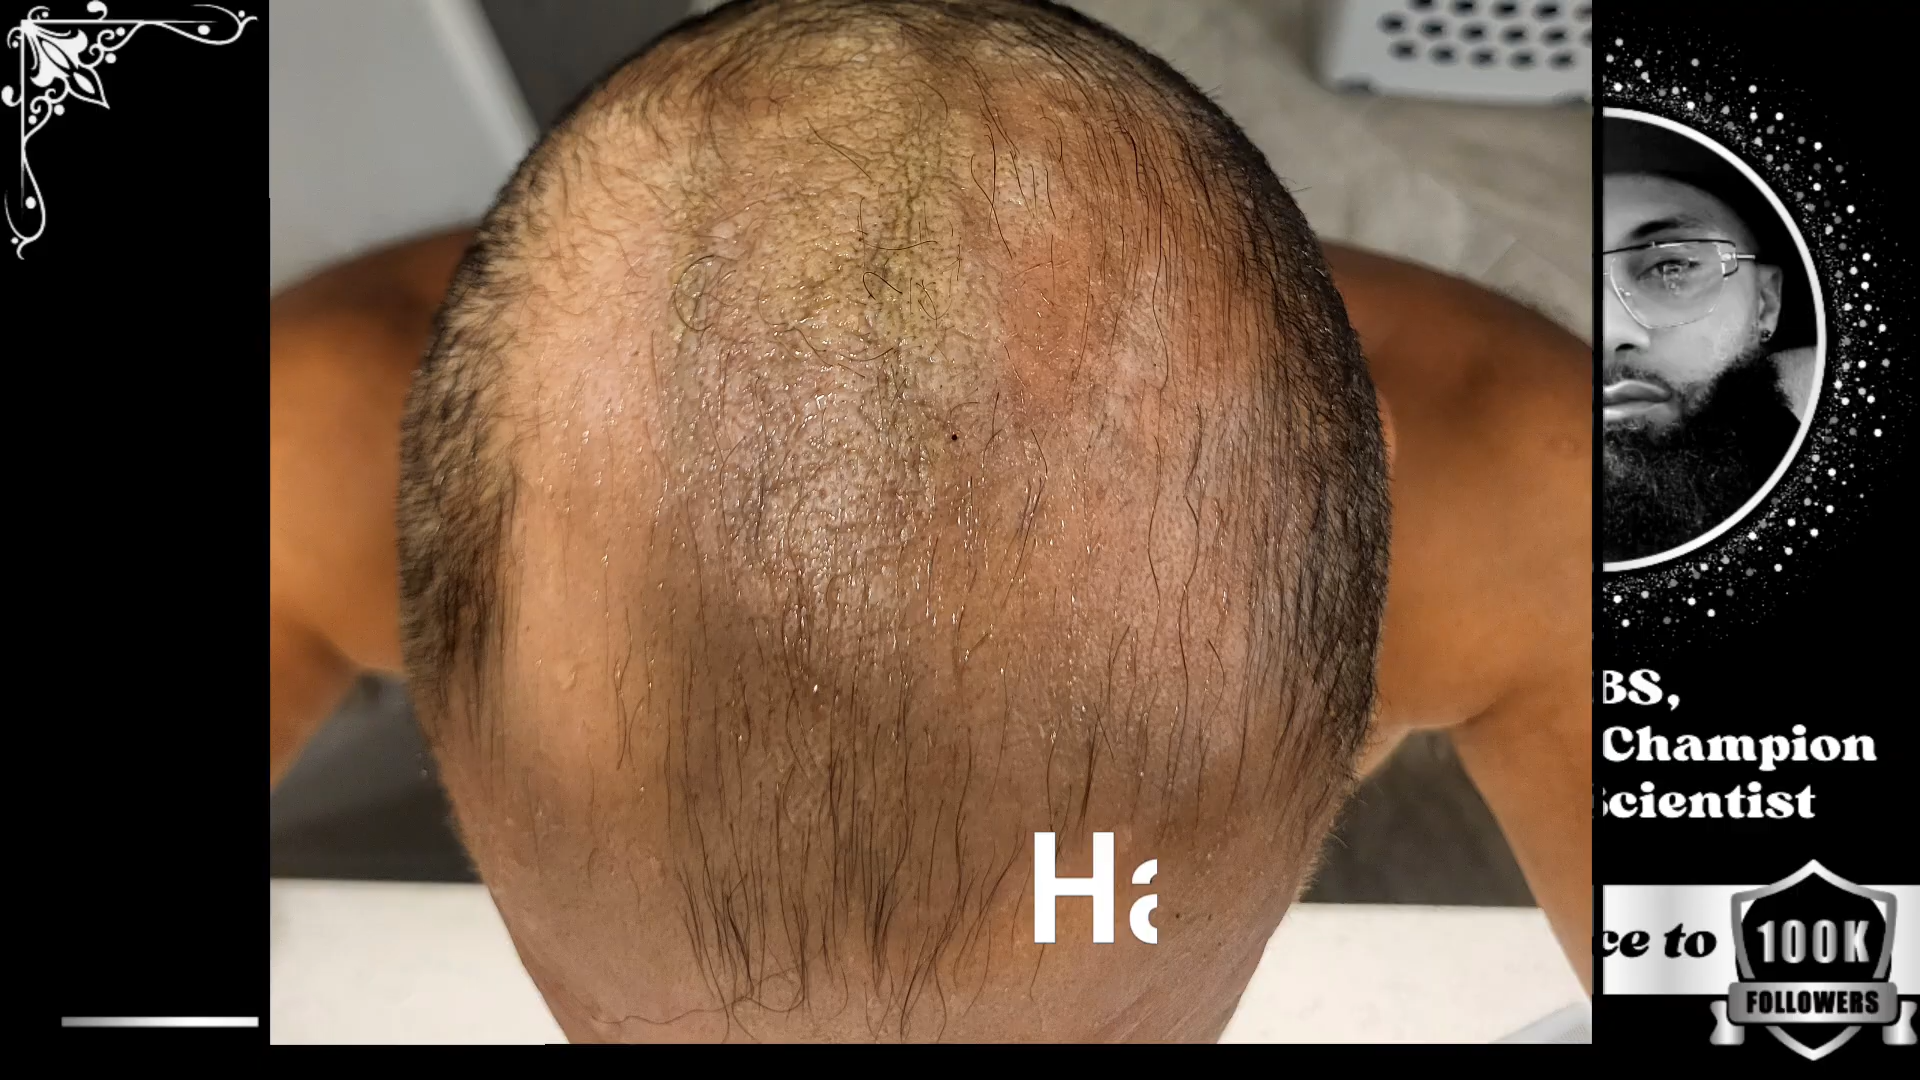 Ha
BS,
Champion
Scientist
ce to
100K
FOLLOWERS